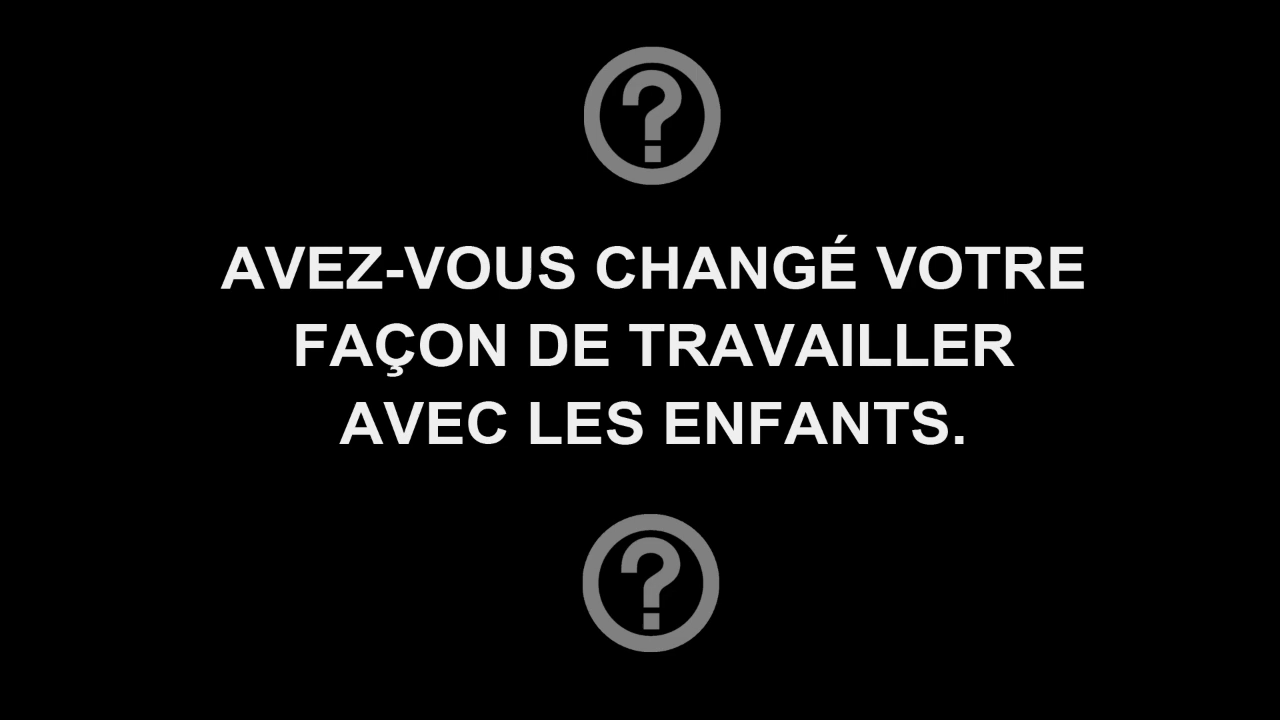 ?
AVEZ-VOUS CHANGÉ VOTRE
FAÇON DE TRAVAILLER
AVEC LES ENFANTS.
?